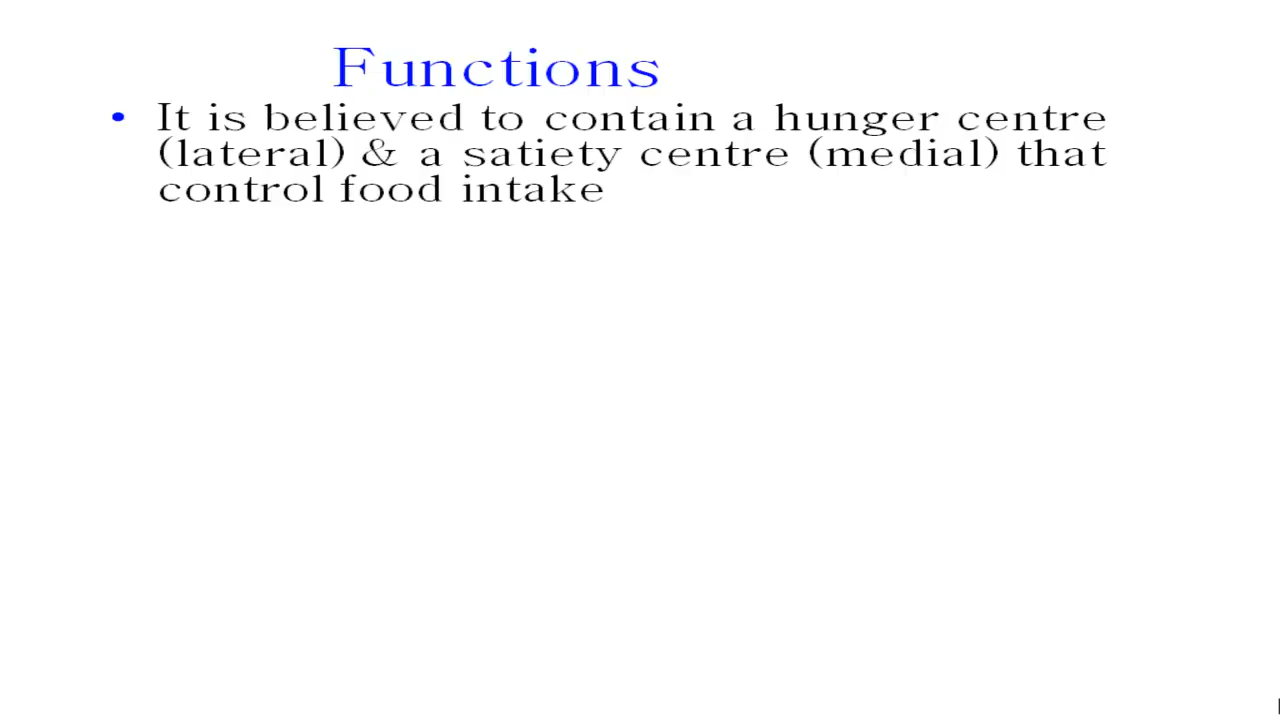 Functions
• It is believed to contain a hunger centre
(lateral) & a satiety centre (medial) that
control food intake